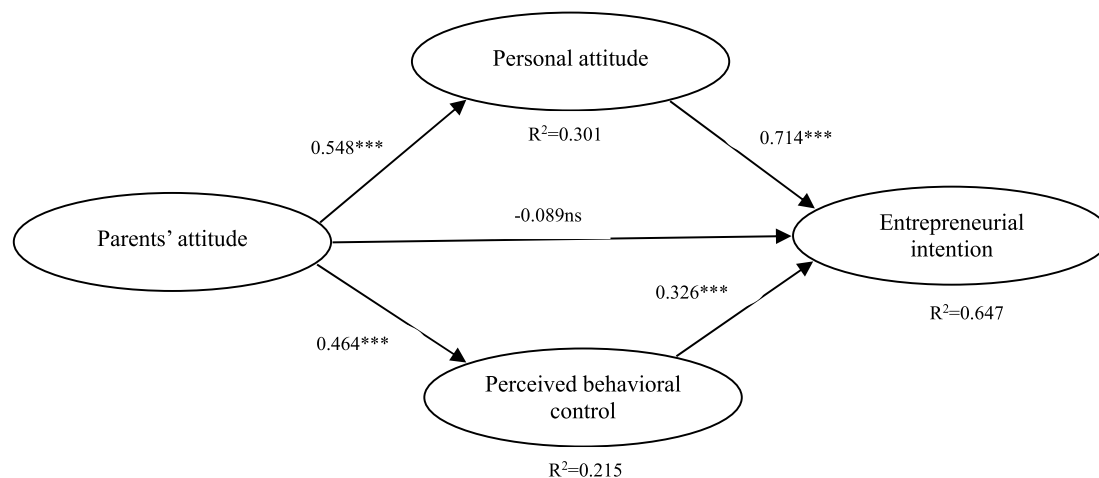 Personal attitude
R²=0.301
0.548***
0.714***
Parents’ attitude
-0.089ns
Entrepreneurial
intention
R²=0.647
0.464***
0.326***
Perceived behavioral
control
R²=0.215